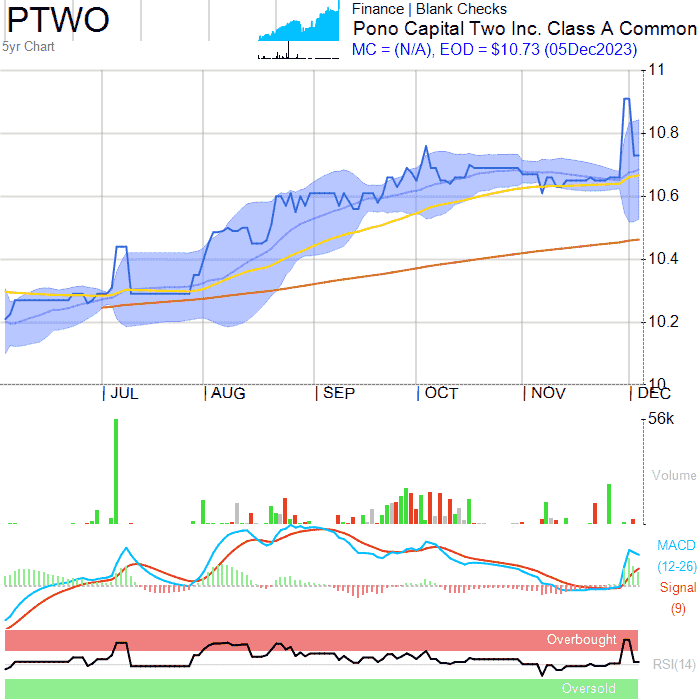 PTWO
5yr Chart
Finance | Blank Checks
Pono Capital Two Inc. Class A Common
MC = (N/A), EOD = $10.73 (05Dec2023)
11
10.8
10.6
10.4
10.2
10
JUL
AUG
SEP
OCT
NOV
DEC
56k
Volume
MACD
(12-26)
Signal
(9)
Overbought
RSI(14)
Oversold